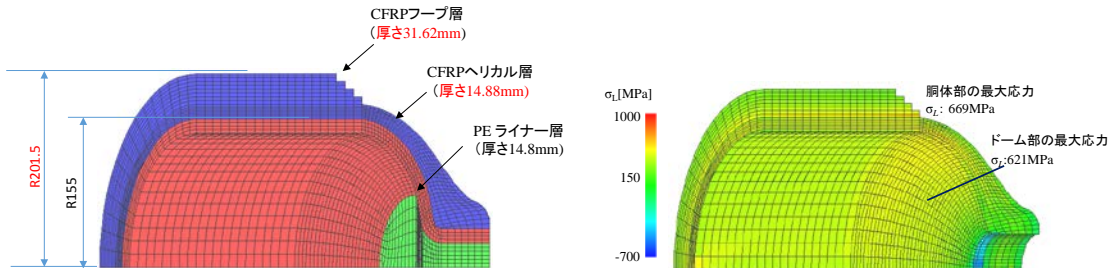 CFRPフープ層
（厚さ31.62mm）
CFRPヘリカル層
（厚さ14.88mm）
PE ライナー層
（厚さ14.8mm）
R201.5
R155
σL[MPa]
1000
150
-700
胴体部の最大応力
σL: 669MPa
ドーム部の最大応力
σL:621MPa